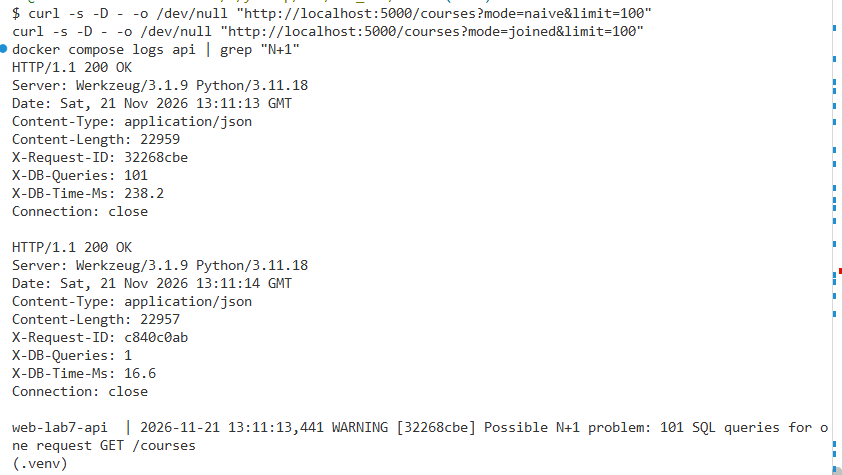 $ curl -s -D - -o /dev/null "http://localhost:5000/courses?mode=naive&limit=100"
curl -s -D - -o /dev/null "http://localhost:5000/courses?mode=joined&limit=100"
docker compose logs api | grep "N+1"
HTTP/1.1 200 OK
Server: Werkzeug/3.1.9 Python/3.11.18
Date: Sat, 21 Nov 2026 13:11:13 GMT
Content-Type: application/json
Content-Length: 22959
X-Request-ID: 32268cbe
X-DB-Queries: 101
X-DB-Time-Ms: 238.2
Connection: close

HTTP/1.1 200 OK
Server: Werkzeug/3.1.9 Python/3.11.18
Date: Sat, 21 Nov 2026 13:11:14 GMT
Content-Type: application/json
Content-Length: 22957
X-Request-ID: c840c0ab
X-DB-Queries: 1
X-DB-Time-Ms: 16.6
Connection: close

web-lab7-api  | 2026-11-21 13:11:13,441 WARNING [32268cbe] Possible N+1 problem: 101 SQL queries for o
ne request GET /courses
(.venv)